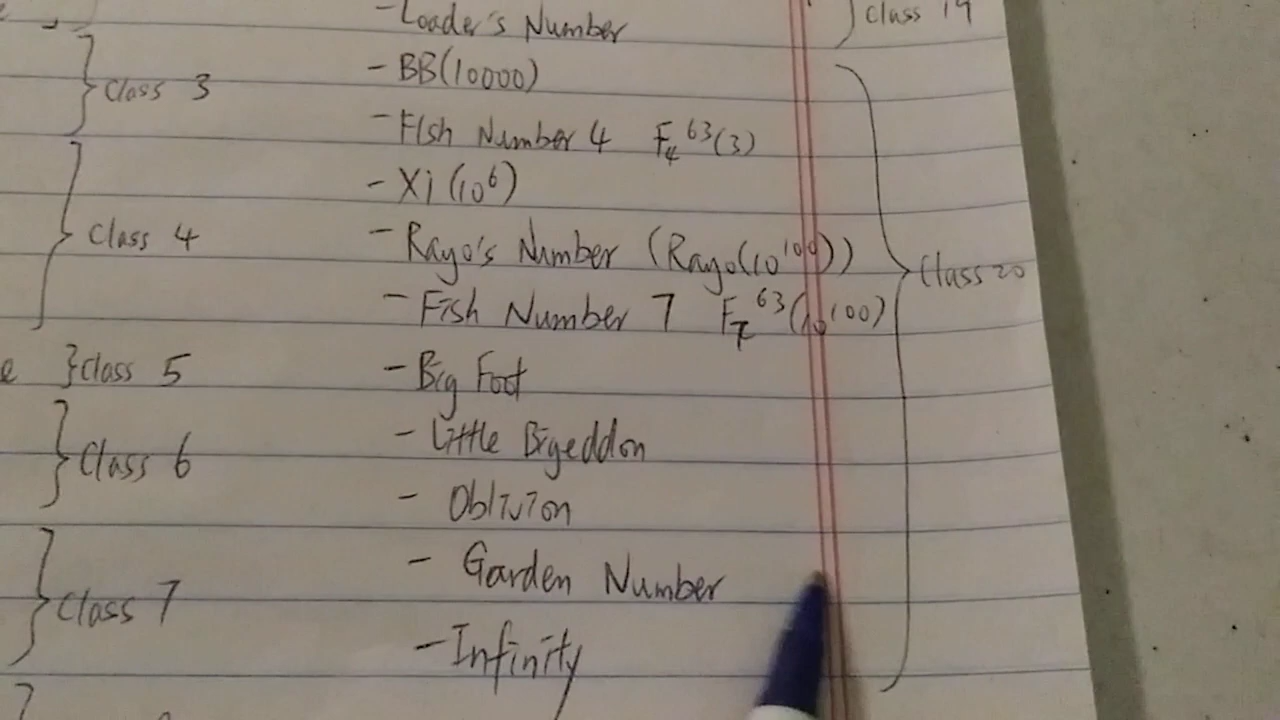 - Loader's Number
Class 19
} Class 3
- BB(10000)
- Fish Number 4 F₄⁶³(3)
- Xi(10⁶)
} Class 4
- Rayo's Number (Rayo(10¹⁰⁰))
} Class 20
- Fish Number 7 F₇⁶³(10¹⁰⁰)
e } Class 5
- Big Foot
- Little Bigeddon
} Class 6
- Oblivion
- Garden Number
} Class 7
- Infinity